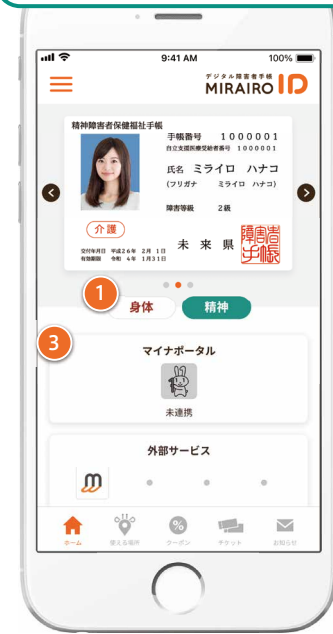 9:41 AM
100%
デジタル障害者手帳
MIRAIRO ID
精神障害者保健福祉手帳
手帳番号 1000001
自立支援医療受給者番号 1000001
氏名 ミライロ ハナコ
(フリガナ ミライロ ハナコ)
障害等級 2級
介護
交付年月日 平成26年 2月 1日
有効期限 令和 4年 1月31日
未来県
障害者手帳
1
身体
精神
3
マイナポータル
未連携
外部サービス
m
ホーム
使える場所
クーポン
チケット
お知らせ